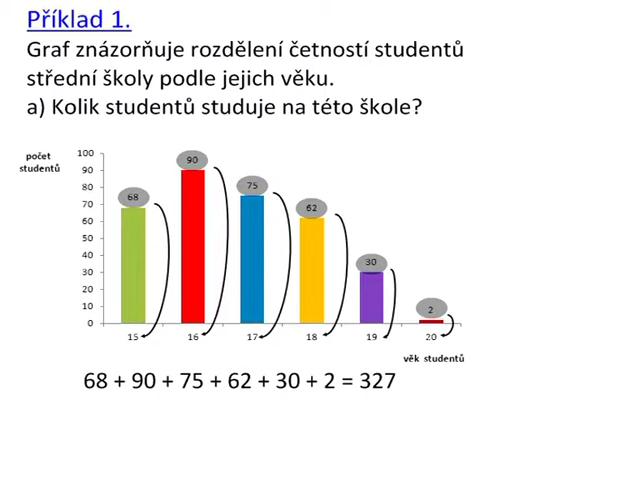 Příklad 1.
Graf znázorňuje rozdělení četností studentů
střední školy podle jejich věku.
a) Kolik studentů studuje na této škole?
počet
studentů
100
90
80
70
60
50
40
30
20
10
0
68
90
75
62
30
2
15 16 17 18 19 20
věk studentů
68 + 90 + 75 + 62 + 30 + 2 = 327